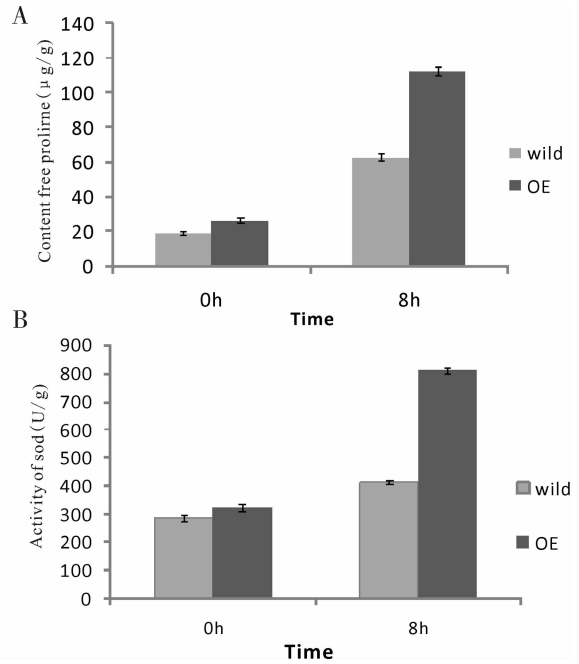 A
Content free prolirne(μg/g)
140
120
100
80
60
40
20
0
0h
8h
Time
wild
OE
B
Activity of sod(U/g)
900
800
700
600
500
400
300
200
100
0
0h
8h
Time
wild
OE